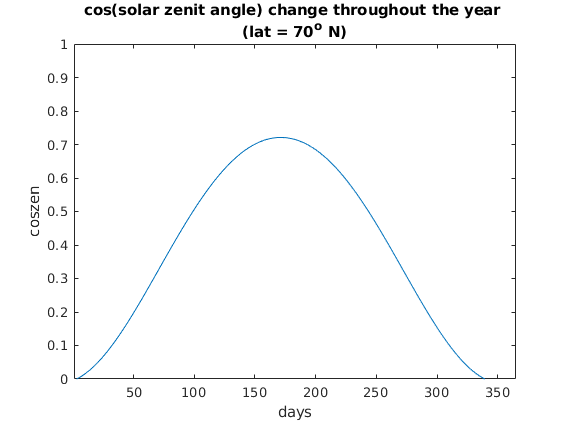 cos(solar zenit angle) change throughout the year
(lat = 70° N)
1
0.9
0.8
0.7
0.6
0.5
0.4
0.3
0.2
0.1
0
coszen
50 100 150 200 250 300 350
days